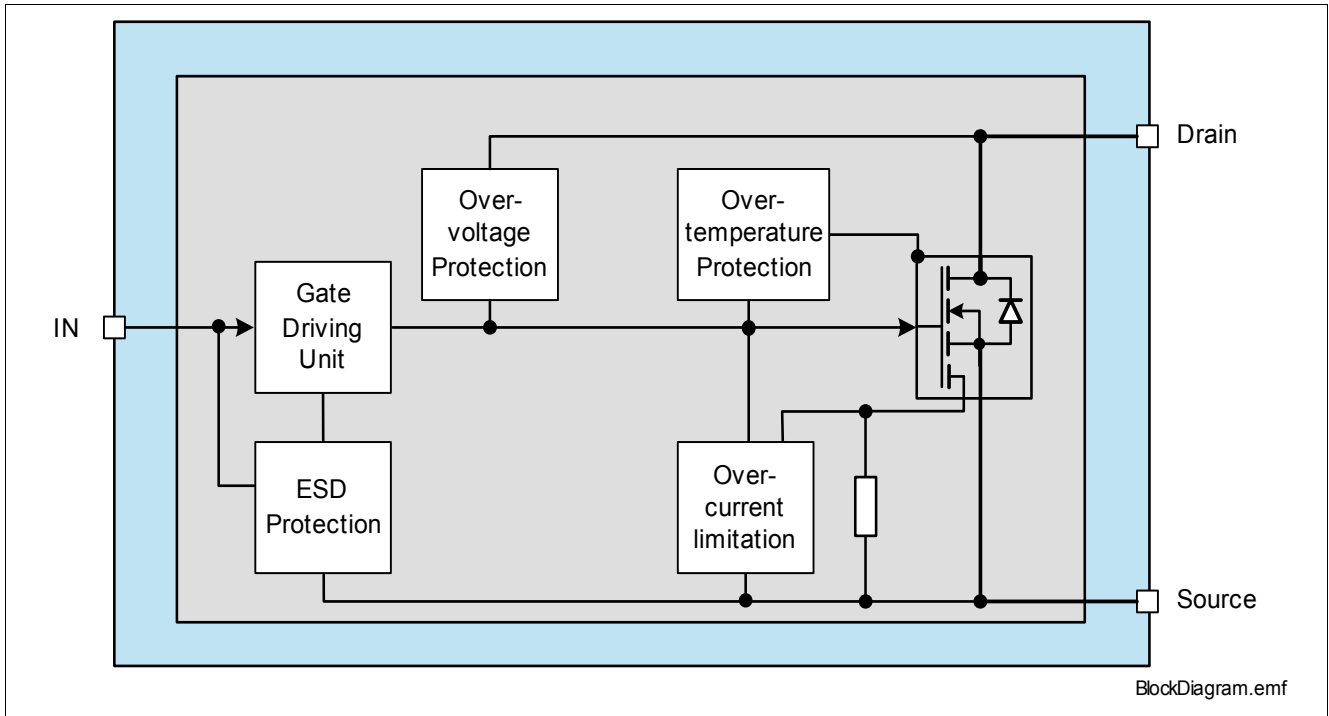 Drain
Over-
voltage
Protection
Over-
temperature
Protection
IN
Gate
Driving
Unit
ESD
Protection
Over-
current
limitation
Source
BlockDiagram.emf